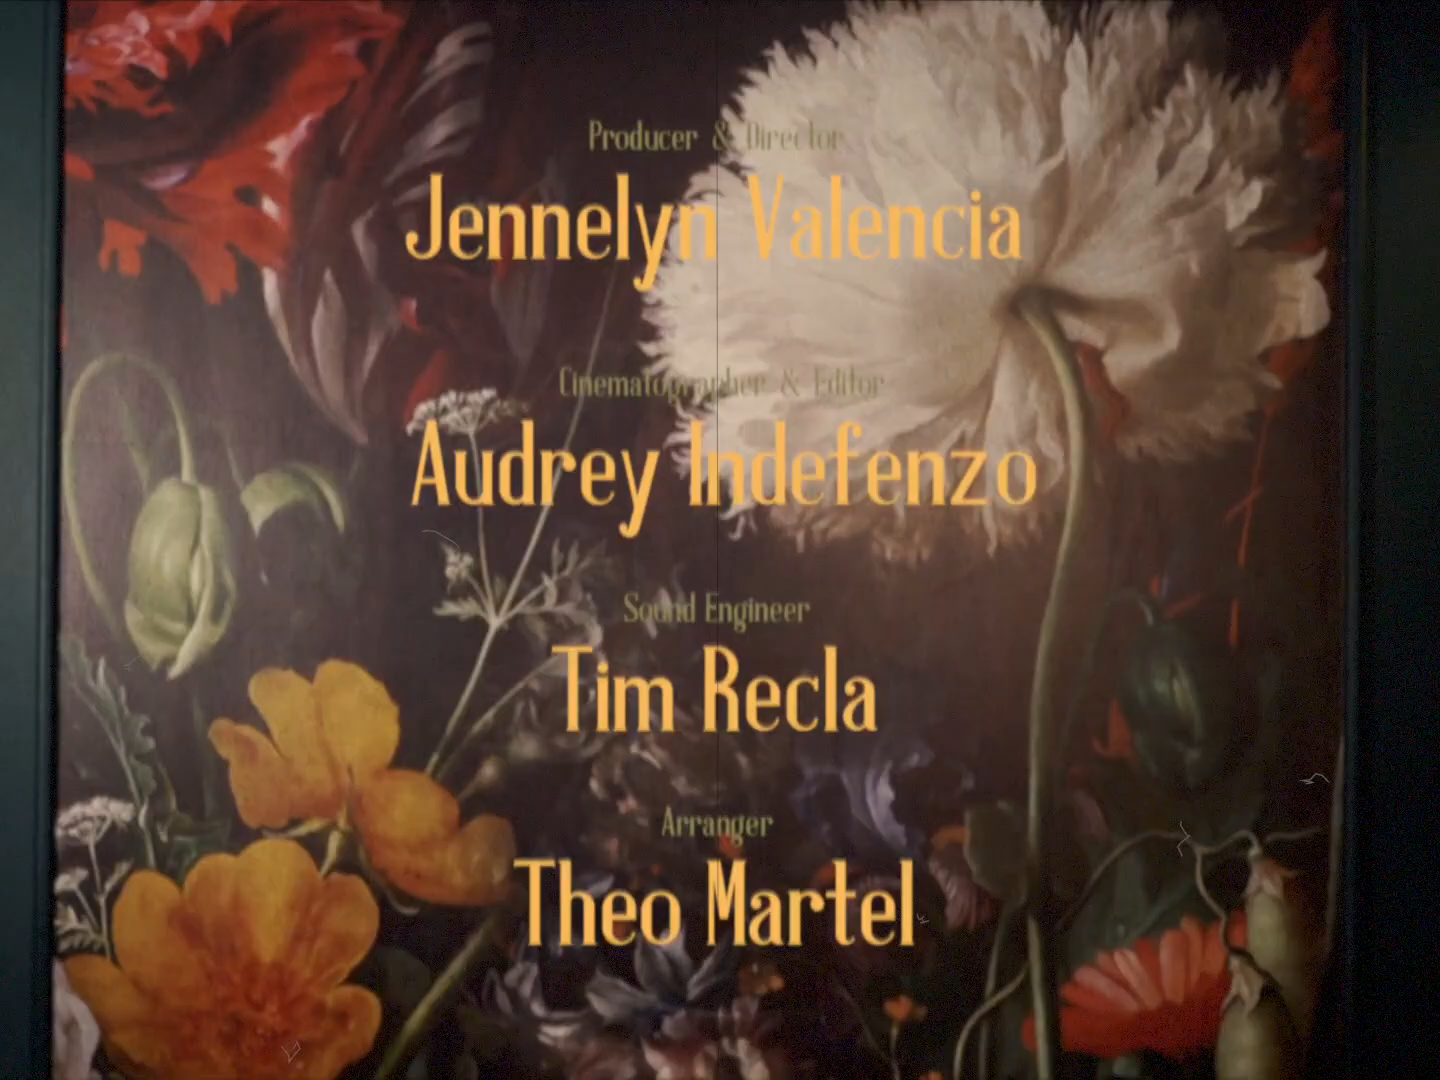 Producer & Director
Jennelyn Valencia
Cinematographer & Editor
Audrey Indefenzo
Sound Engineer
Tim Recla
Arranger
Theo Martel